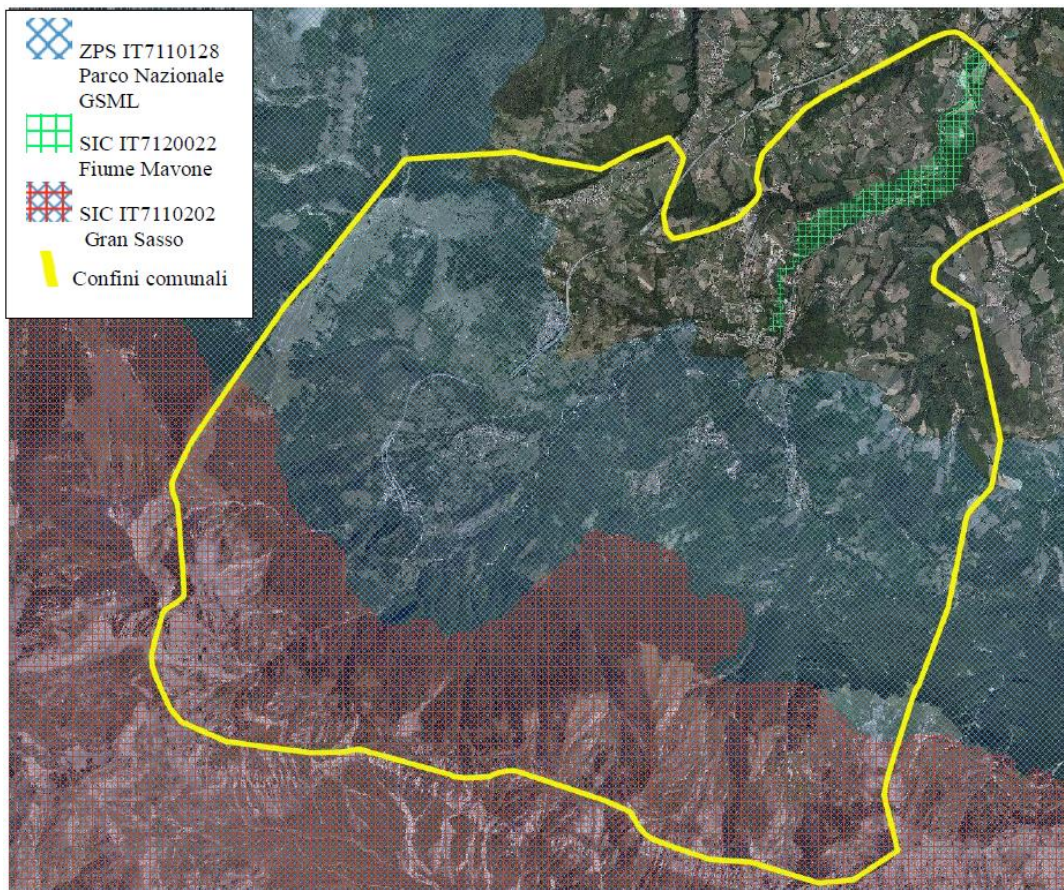 ZPS IT7110128
Parco Nazionale
GSML
SIC IT7120022
Fiume Mavone
SIC IT7110202
Gran Sasso
Confini comunali